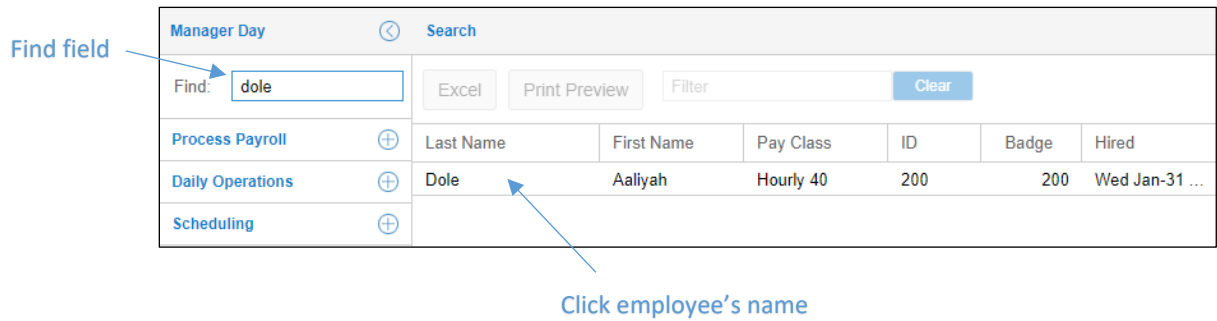 Manager Day
Search
Find field
Find: dole
Excel Print Preview Filter Clear
Process Payroll
Last Name First Name Pay Class ID Badge Hired
Daily Operations
Dole Aaliyah Hourly 40 200 200 Wed Jan-31 ...
Scheduling
Click employee’s name